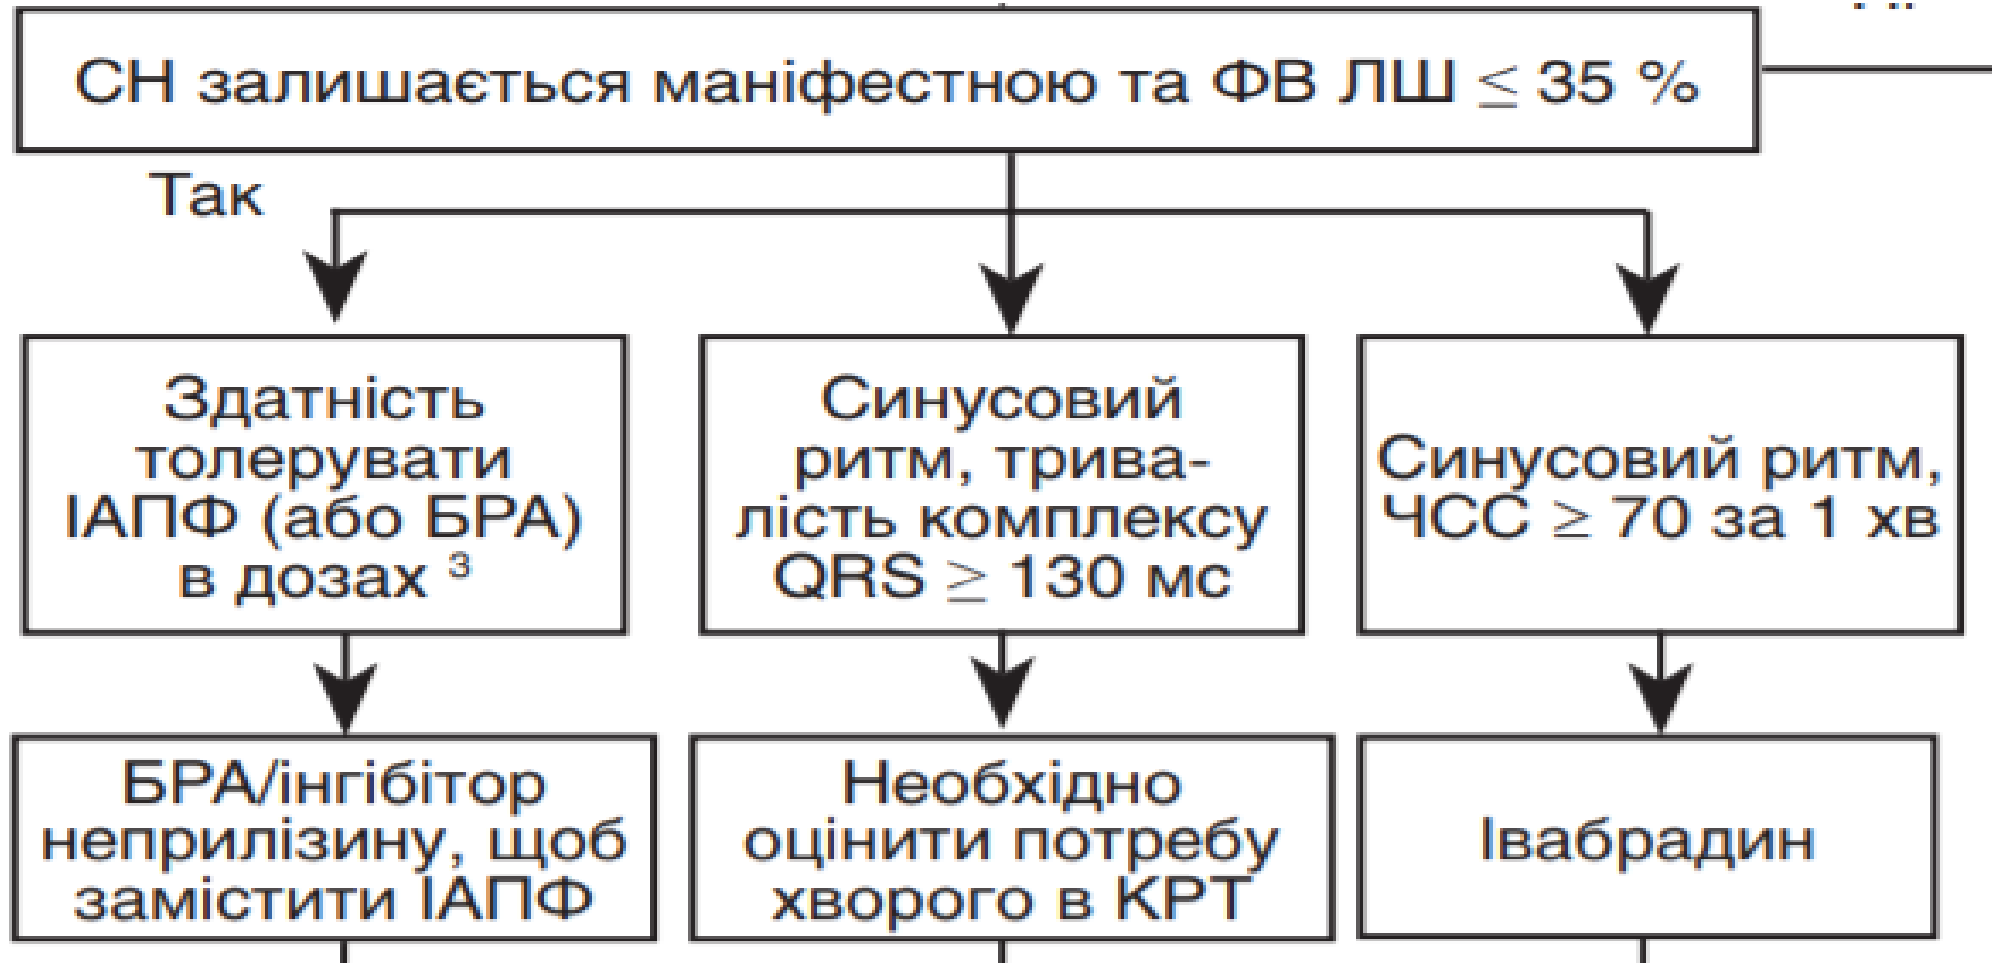 СН залишається маніфестною та ФВ ЛШ ≤ 35 %
Так
Здатність
толерувати
ІАПФ (або БРА)
в дозах ³
Синусовий
ритм, трива-
лість комплексу
QRS ≥ 130 мс
Синусовий ритм,
ЧСС ≥ 70 за 1 хв
БРА/інгібітор
неприлізину, щоб
замістити ІАПФ
Необхідно
оцінити потребу
хворого в КРТ
Івабрадин